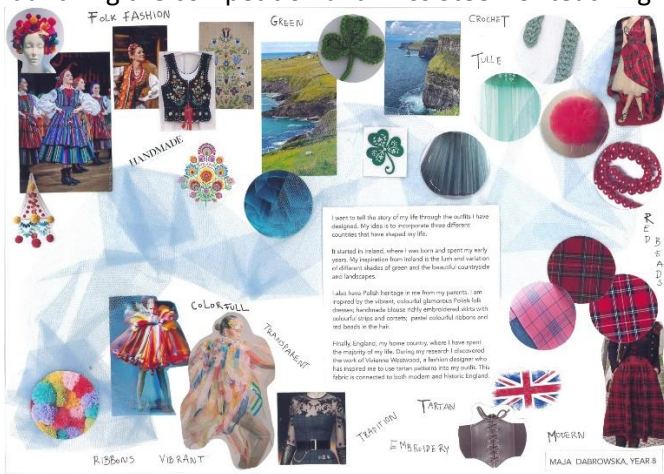 FOLK FASHION
GREEN
CROCHET
TULLE
HANDMADE
I want to tell the story of my life through the outfits I have
designed. My idea is to incorporate three different
countries that have shaped my life.
It started in Ireland, where I was born and spent my early
years. My inspiration from Ireland is the lush and variation
of different shades of green and the beautiful countryside
and landscapes.
I also have Polish heritage in me from my parents. I am
inspired by the vibrant, colourful glamorous Polish folk
dresses; handmade blouse richly embroidered skirts with
colourful strips and corsets; pastel colourful ribbons and
red beads in the hair.
Finally, England, my home country, where I have spent
the majority of my life. During my research I discovered
the work of Vivienne Westwood, a fashion designer who
has inspired me to use tartan patterns into my outfit. This
fabric is connected to both modern and historic England.
RED BEADS
COLORFULL
TRANSPARENT
TRADITION
TARTAN
EMBROIDERY
MODERN
RIBBONS VIBRANT
MAJA DABROWSKA, YEAR 8